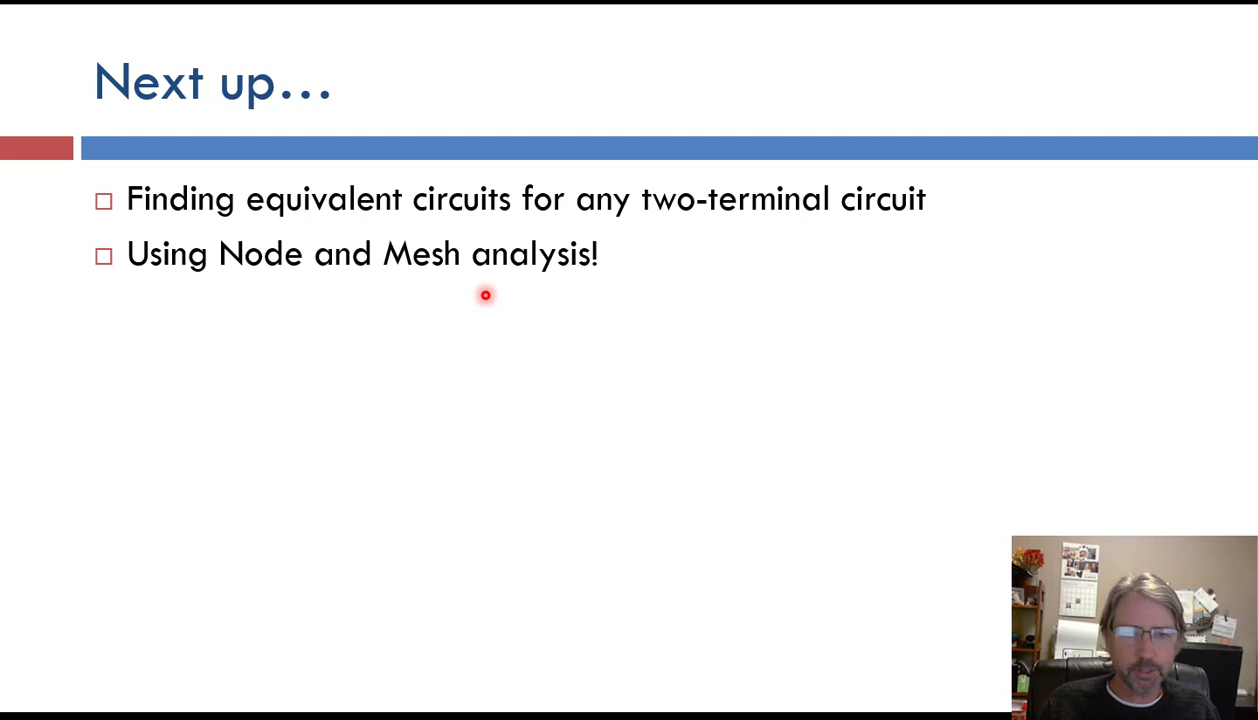 Next up…
Finding equivalent circuits for any two-terminal circuit
Using Node and Mesh analysis!